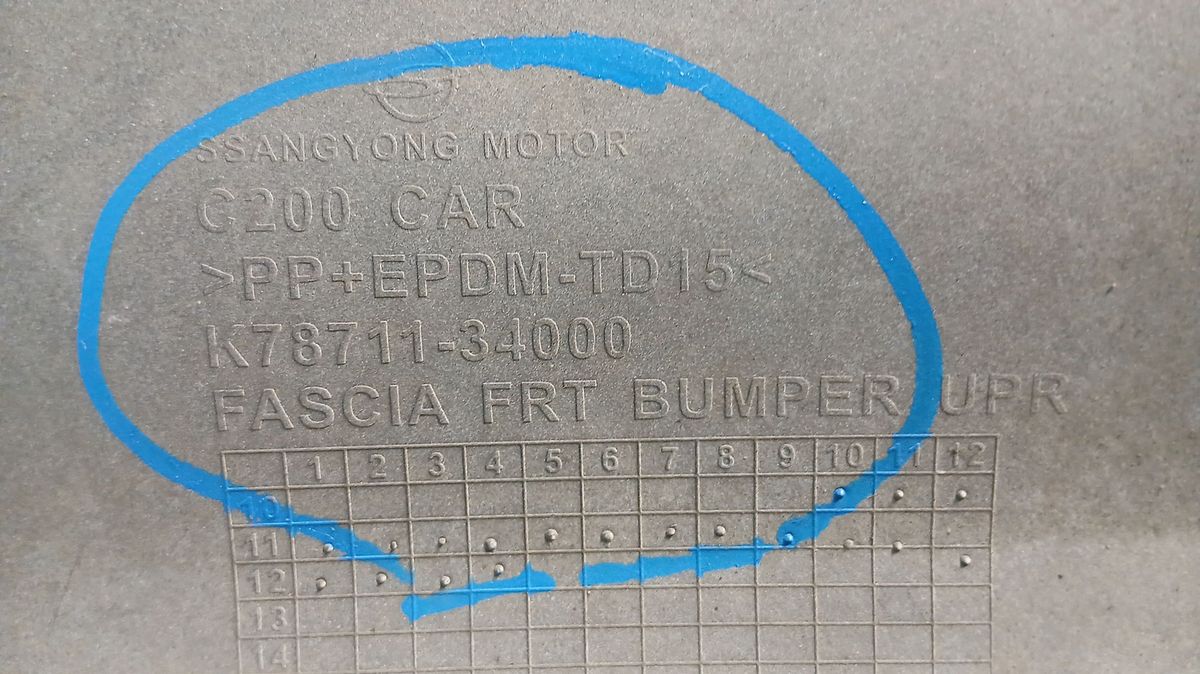 SSANGYONG MOTOR
C200 CAR
>PP+EPDM-TD15<
K78711-34000
FASCIA FRT BUMPER UPR
1 2 3 4 5 6 7 8 9 10 11 12
10
11
12
13
14